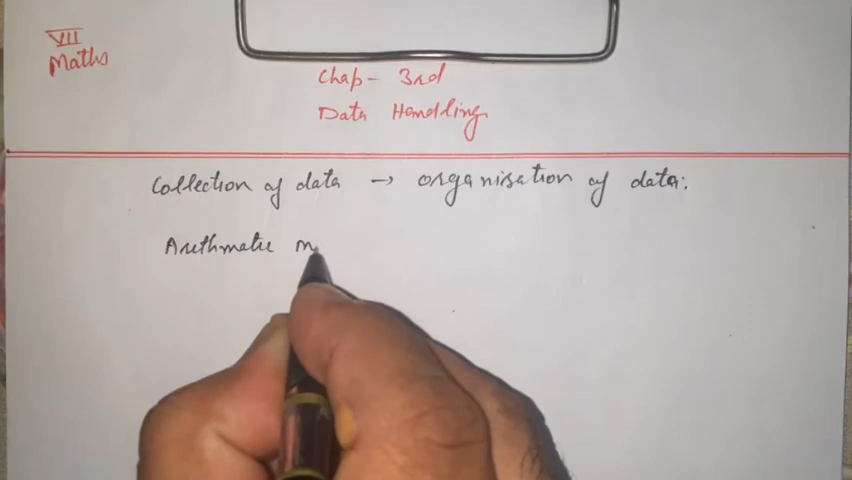 VII
Maths
Chap - 3rd
Data Handling
Collection of data → organisation of data:
Arithmatic m